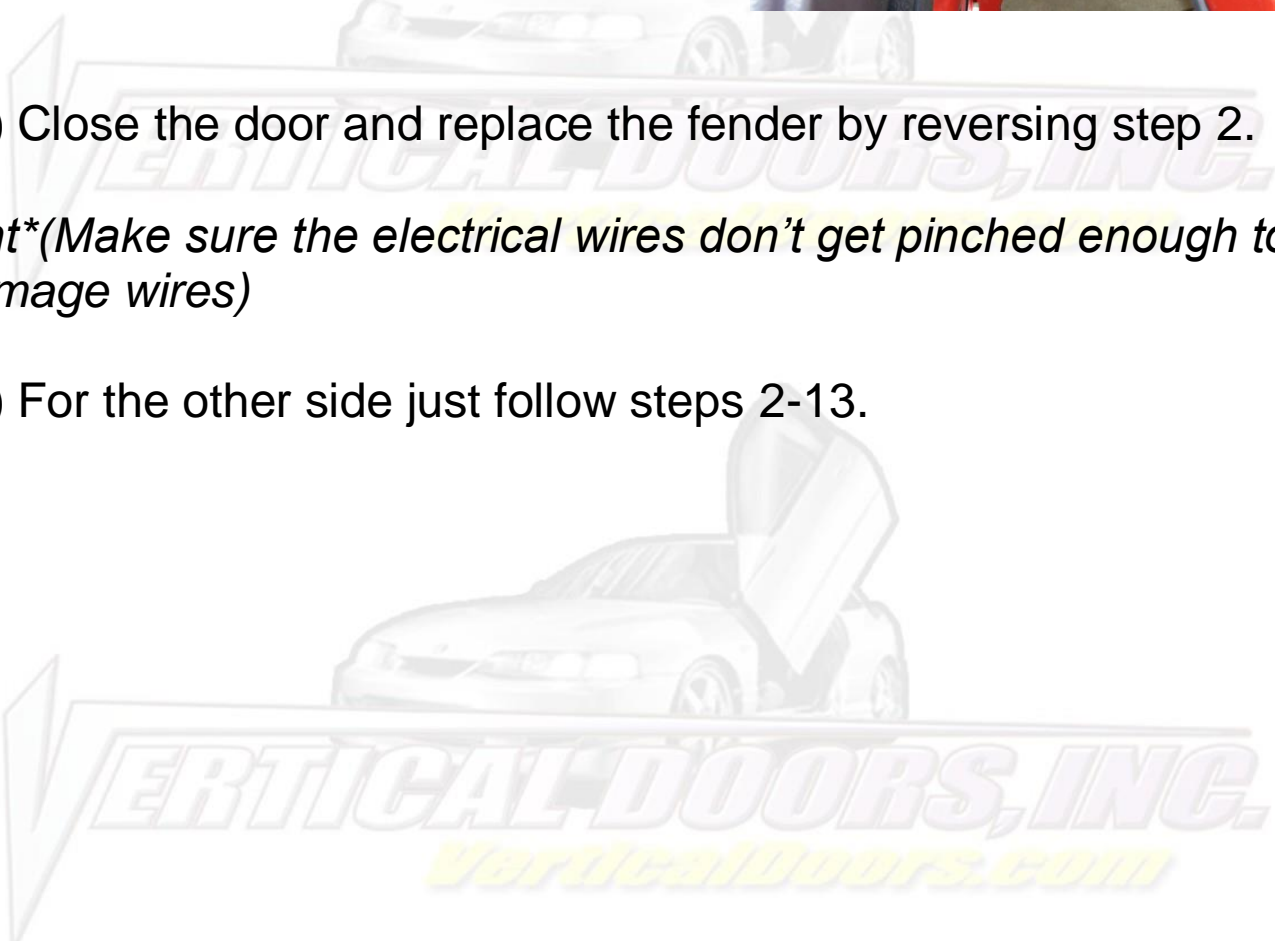 VERTICAL DOORS, INC.
) Close the door and replace the fender by reversing step 2.
VerticalDoors.com
nt*(Make sure the electrical wires don’t get pinched enough to
mage wires)
) For the other side just follow steps 2-13.
VERTICAL DOORS, INC.
VerticalDoors.com